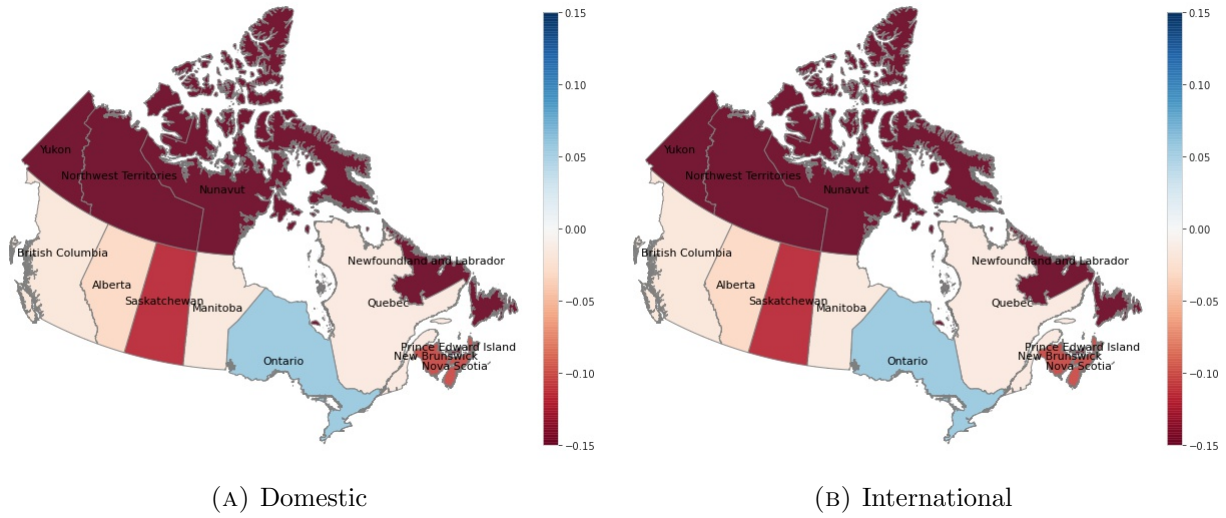 0.15
0.10
0.05
0.00
−0.05
−0.10
−0.15
Yukon
Northwest Territories
Nunavut
British Columbia
Alberta
Saskatchewan
Manitoba
Ontario
Quebec
Newfoundland and Labrador
Prince Edward Island
New Brunswick
Nova Scotia
(A) Domestic
0.15
0.10
0.05
0.00
−0.05
−0.10
−0.15
Yukon
Northwest Territories
Nunavut
British Columbia
Alberta
Saskatchewan
Manitoba
Ontario
Quebec
Newfoundland and Labrador
Prince Edward Island
New Brunswick
Nova Scotia
(B) International